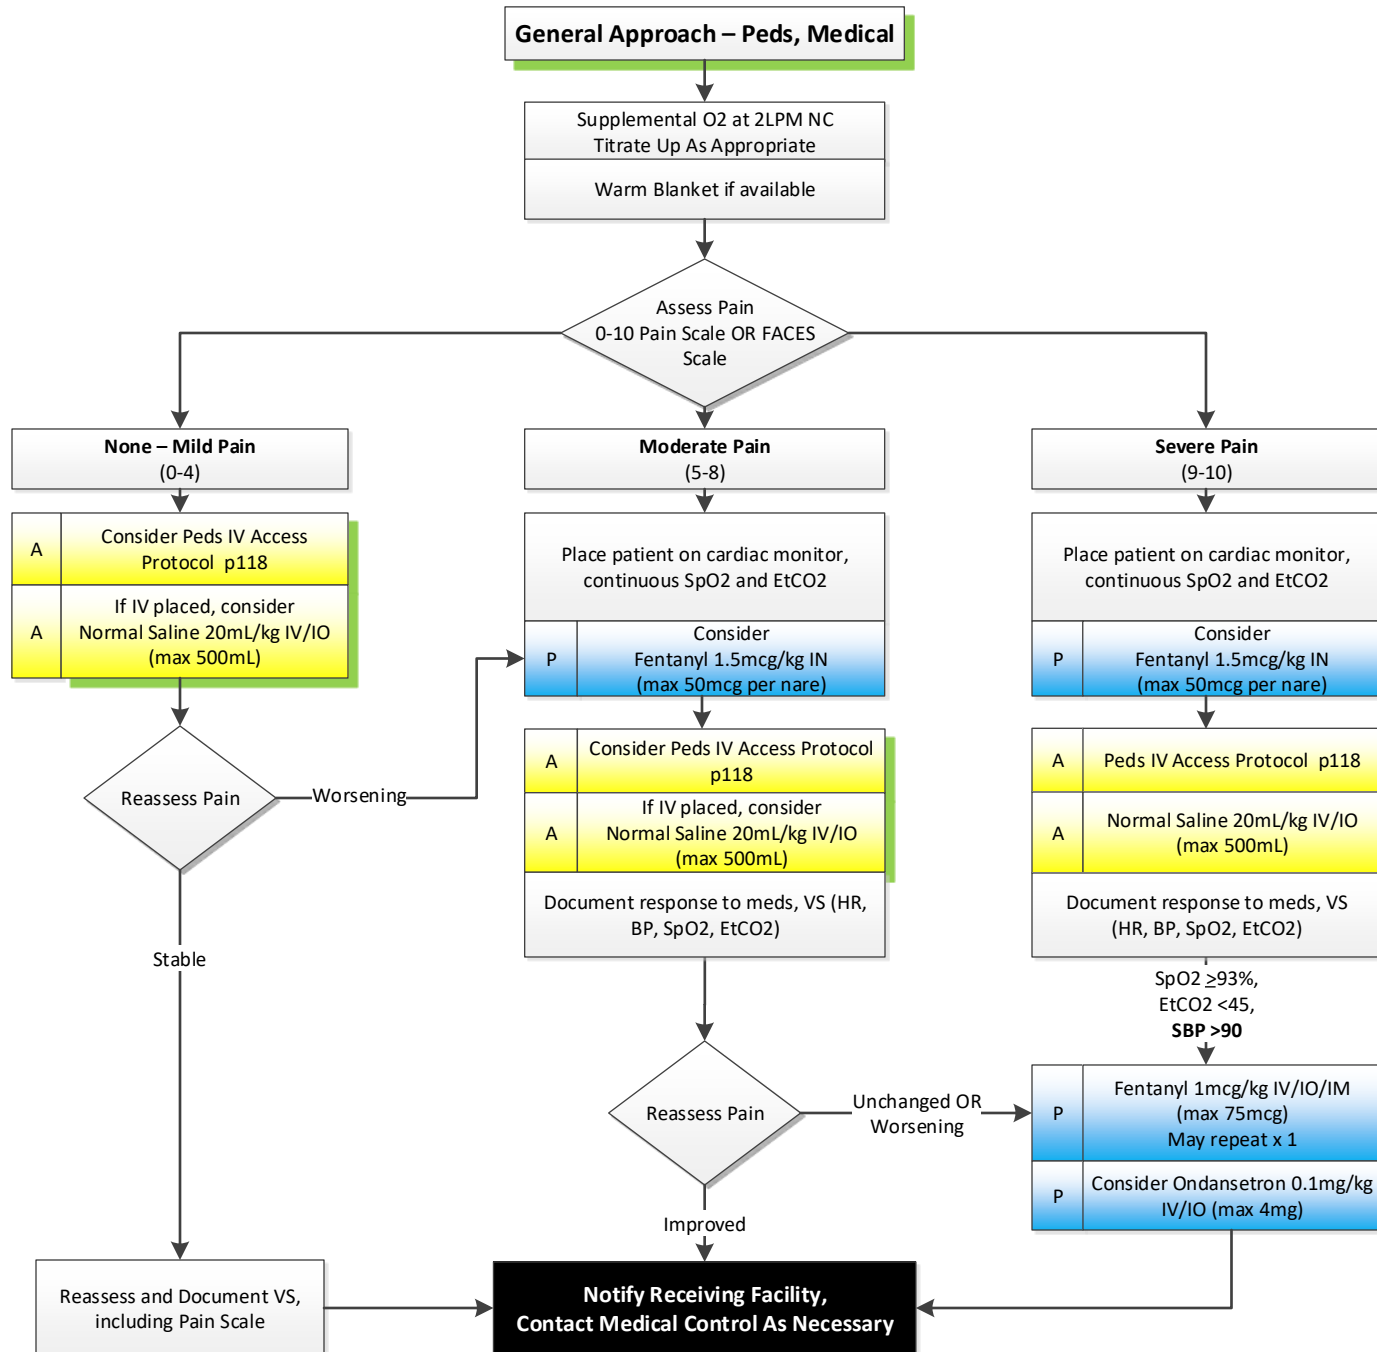 General Approach – Peds, Medical
Supplemental O2 at 2LPM NC
Titrate Up As Appropriate
Warm Blanket if available
Assess Pain
0-10 Pain Scale OR FACES
Scale
None – Mild Pain
(0-4)
A
Consider Peds IV Access
Protocol p118
A
If IV placed, consider
Normal Saline 20mL/kg IV/IO
(max 500mL)
Reassess Pain
Worsening
Stable
Reassess and Document VS,
including Pain Scale
Moderate Pain
(5-8)
Place patient on cardiac monitor,
continuous SpO2 and EtCO2
P
Consider
Fentanyl 1.5mcg/kg IN
(max 50mcg per nare)
A
Consider Peds IV Access Protocol
p118
A
If IV placed, consider
Normal Saline 20mL/kg IV/IO
(max 500mL)
Document response to meds, VS (HR,
BP, SpO2, EtCO2)
Reassess Pain
Unchanged OR
Worsening
Improved
Severe Pain
(9-10)
Place patient on cardiac monitor,
continuous SpO2 and EtCO2
P
Consider
Fentanyl 1.5mcg/kg IN
(max 50mcg per nare)
A
Peds IV Access Protocol p118
A
Normal Saline 20mL/kg IV/IO
(max 500mL)
Document response to meds, VS
(HR, BP, SpO2, EtCO2)
SpO2 ≥93%,
EtCO2 <45,
SBP >90
P
Fentanyl 1mcg/kg IV/IO/IM
(max 75mcg)
May repeat x 1
P
Consider Ondansetron 0.1mg/kg
IV/IO (max 4mg)
Notify Receiving Facility,
Contact Medical Control As Necessary